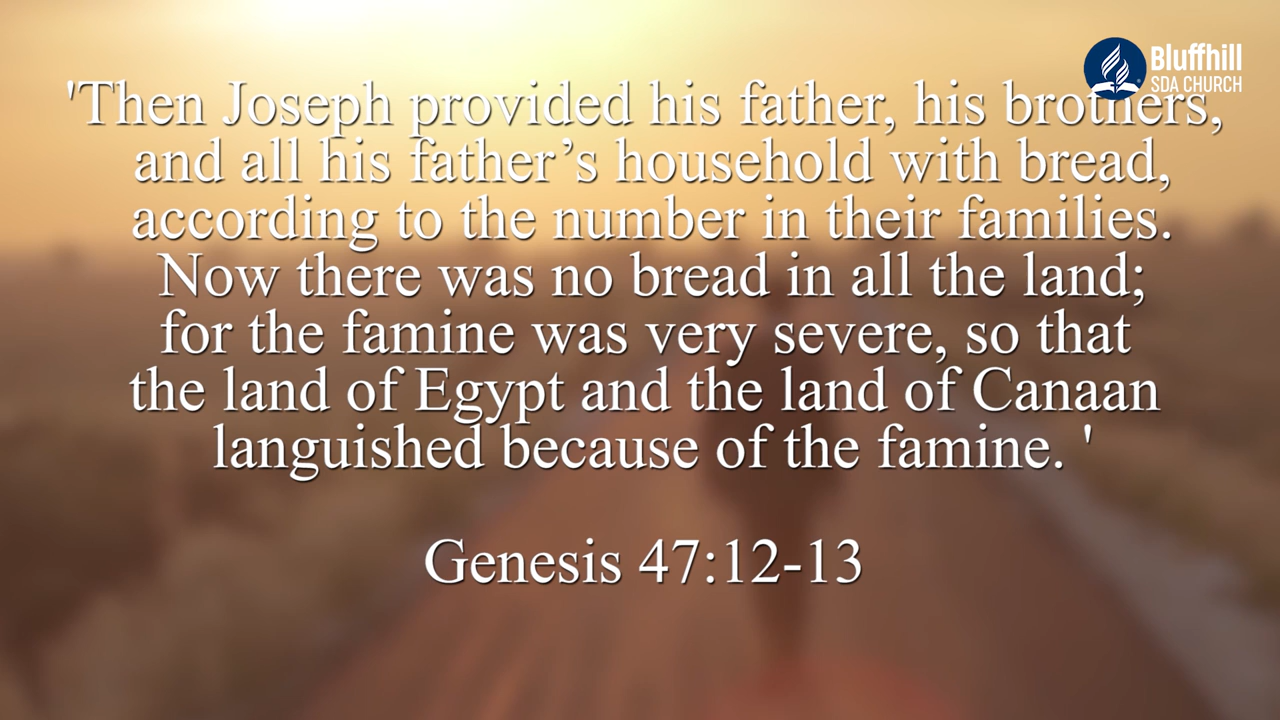 Bluffhill
SDA CHURCH
'Then Joseph provided his father, his brothers,
and all his father’s household with bread,
according to the number in their families.
Now there was no bread in all the land;
for the famine was very severe, so that
the land of Egypt and the land of Canaan
languished because of the famine. '
Genesis 47:12-13